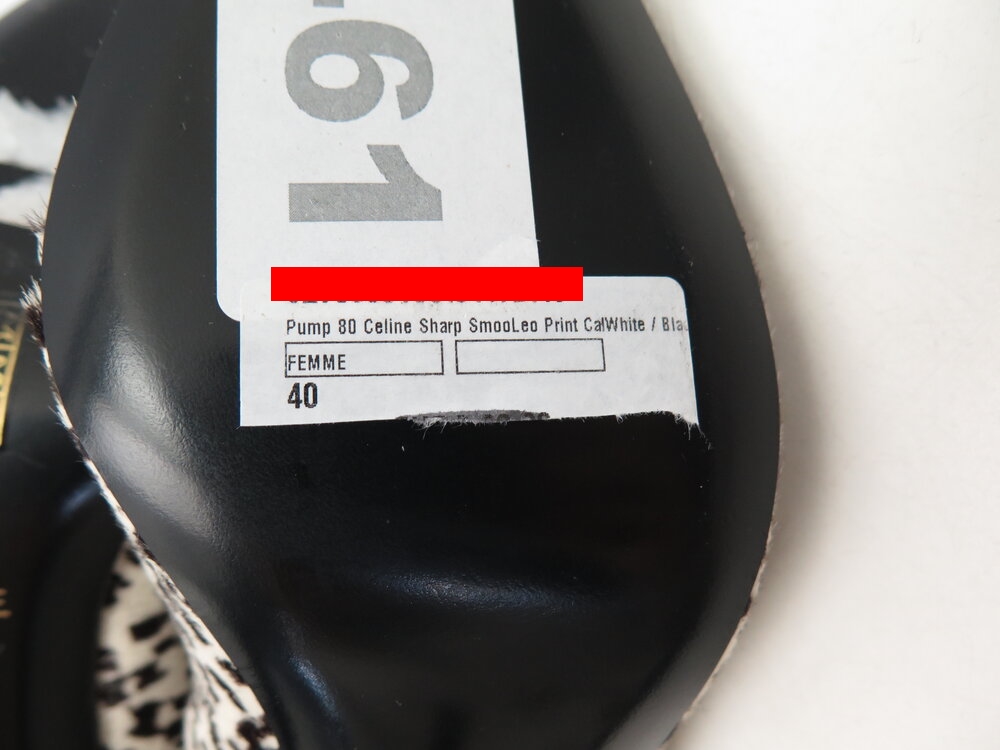 61
Pump 80 Celine Sharp SmooLeo Print CalWhite / Bla
FEMME
40